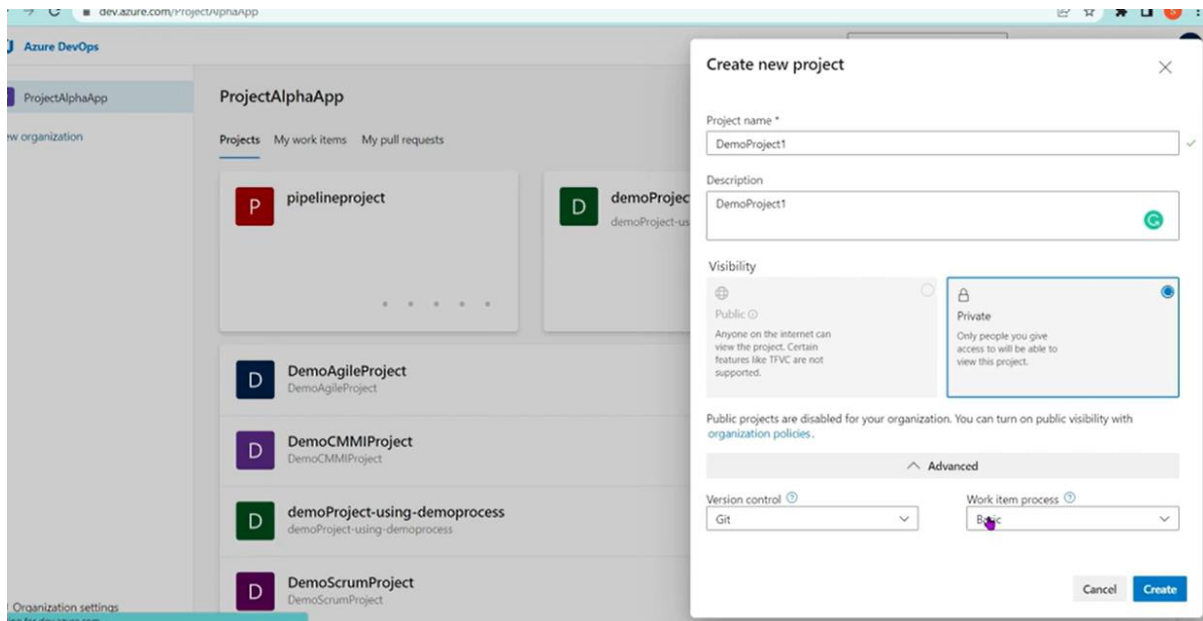 dev.azure.com/ProjectAlphaApp
Azure DevOps
ProjectAlphaApp
ew organization
Organization settings
ProjectAlphaApp
Projects My work items My pull requests
P
pipelineproject
D
demoProjec
demoProject-us
D
DemoAgileProject
DemoAgileProject
D
DemoCMMIProject
DemoCMMIProject
D
demoProject-using-demoprocess
demoProject-using-demoprocess
D
DemoScrumProject
DemoScrumProject
Create new project
Project name *
DemoProject1
Description
DemoProject1
Visibility
Public
Anyone on the internet can
view the project. Certain
features like TFVC are not
supported.
Private
Only people you give
access to will be able to
view this project.
Public projects are disabled for your organization. You can turn on public visibility with
organization policies.
Advanced
Version control
Work item process
Git
Basic
Cancel
Create